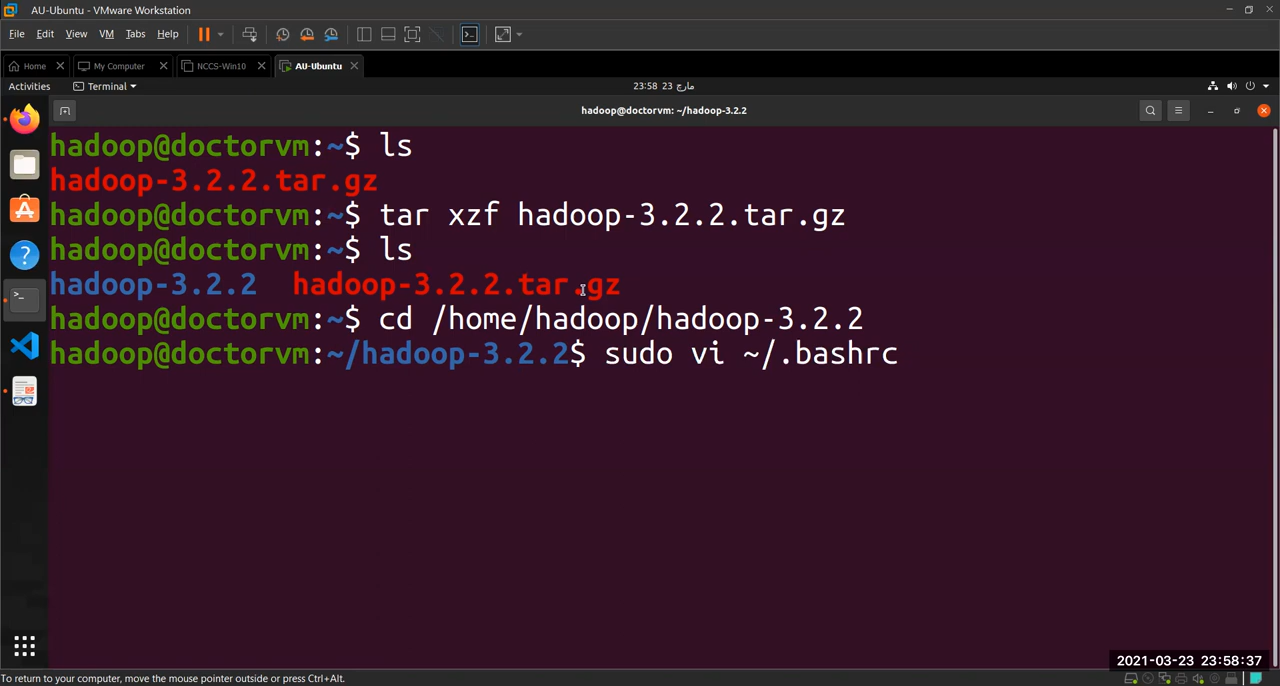 AU-Ubuntu - VMware Workstation
File Edit View VM Tabs Help
Home My Computer NCCS-Win10 AU-Ubuntu
Activities Terminal 23:58 23 مارچ
hadoop@doctorvm: ~/hadoop-3.2.2
hadoop@doctorvm:~$ ls
hadoop-3.2.2.tar.gz
hadoop@doctorvm:~$ tar xzf hadoop-3.2.2.tar.gz
hadoop@doctorvm:~$ ls
hadoop-3.2.2 hadoop-3.2.2.tar.gz
hadoop@doctorvm:~$ cd /home/hadoop/hadoop-3.2.2
hadoop@doctorvm:~/hadoop-3.2.2$ sudo vi ~/.bashrc
2021-03-23 23:58:37
To return to your computer, move the mouse pointer outside or press Ctrl+Alt.